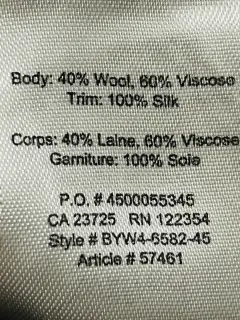 Body: 40% Wool, 60% Viscose
Trim: 100% Silk
Corps: 40% Laine, 60% Viscose
Garniture: 100% Soie
P.O. # 4500055345
CA 23725 RN 122354
Style # BYW4-6582-45
Article # 57461